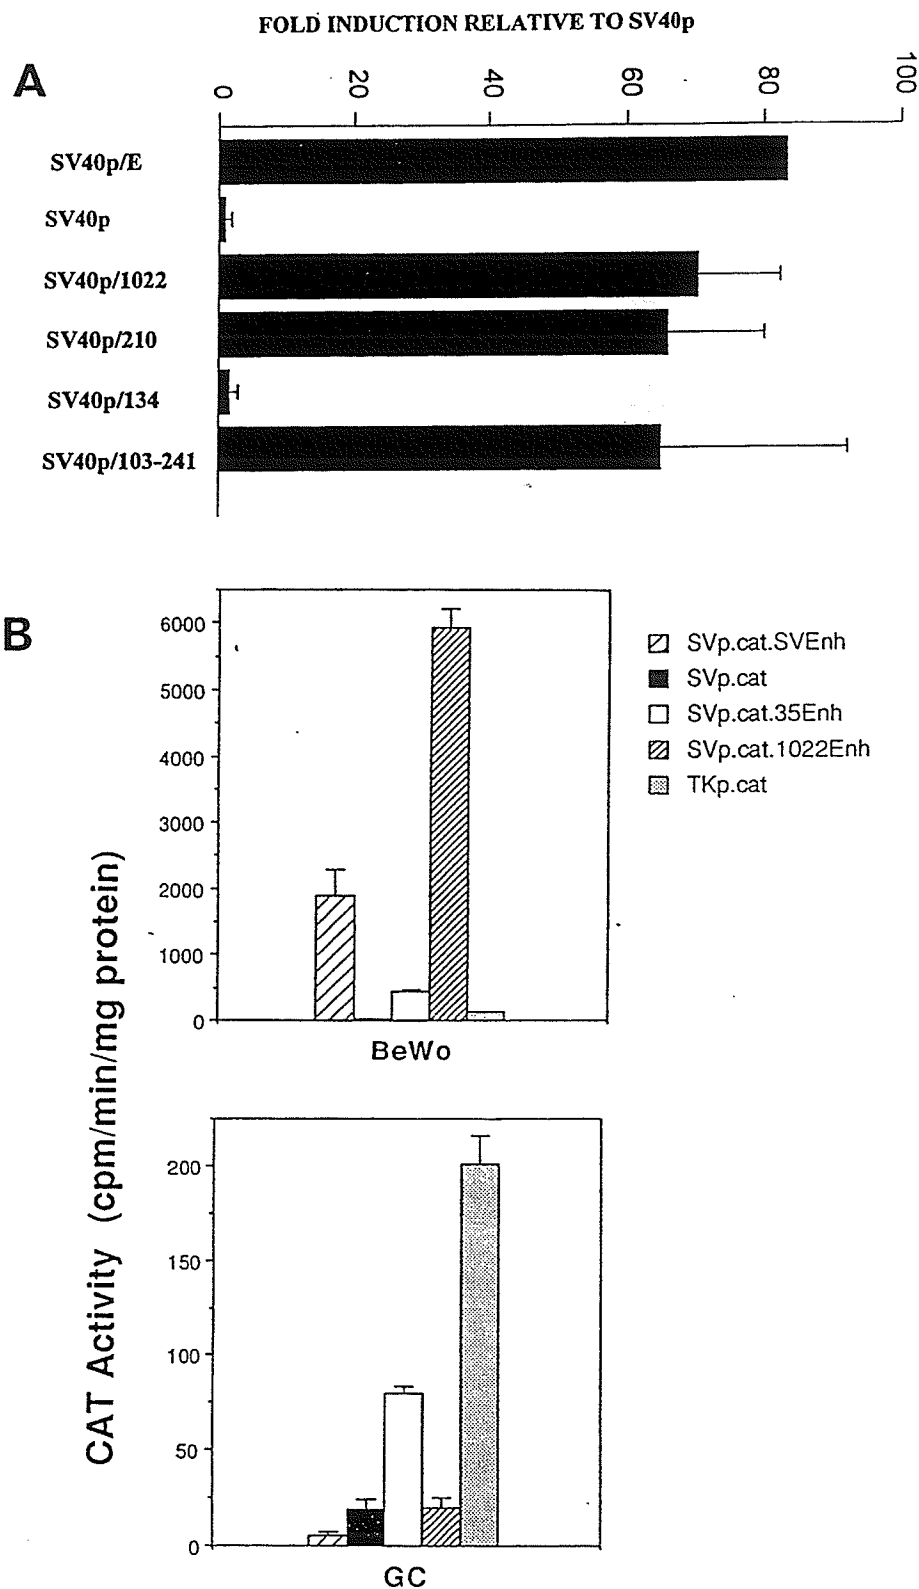 FOLD INDUCTION RELATIVE TO SV40p
A
0 20 40 60 80 100
SV40p/E
SV40p
SV40p/1022
SV40p/210
SV40p/134
SV40p/103-241
B
6000
5000
4000
3000
2000
1000
0
BeWo
SVp.cat.SVEnh
SVp.cat
SVp.cat.35Enh
SVp.cat.1022Enh
TKp.cat
CAT Activity (cpm/min/mg protein)
200
150
100
50
0
GC